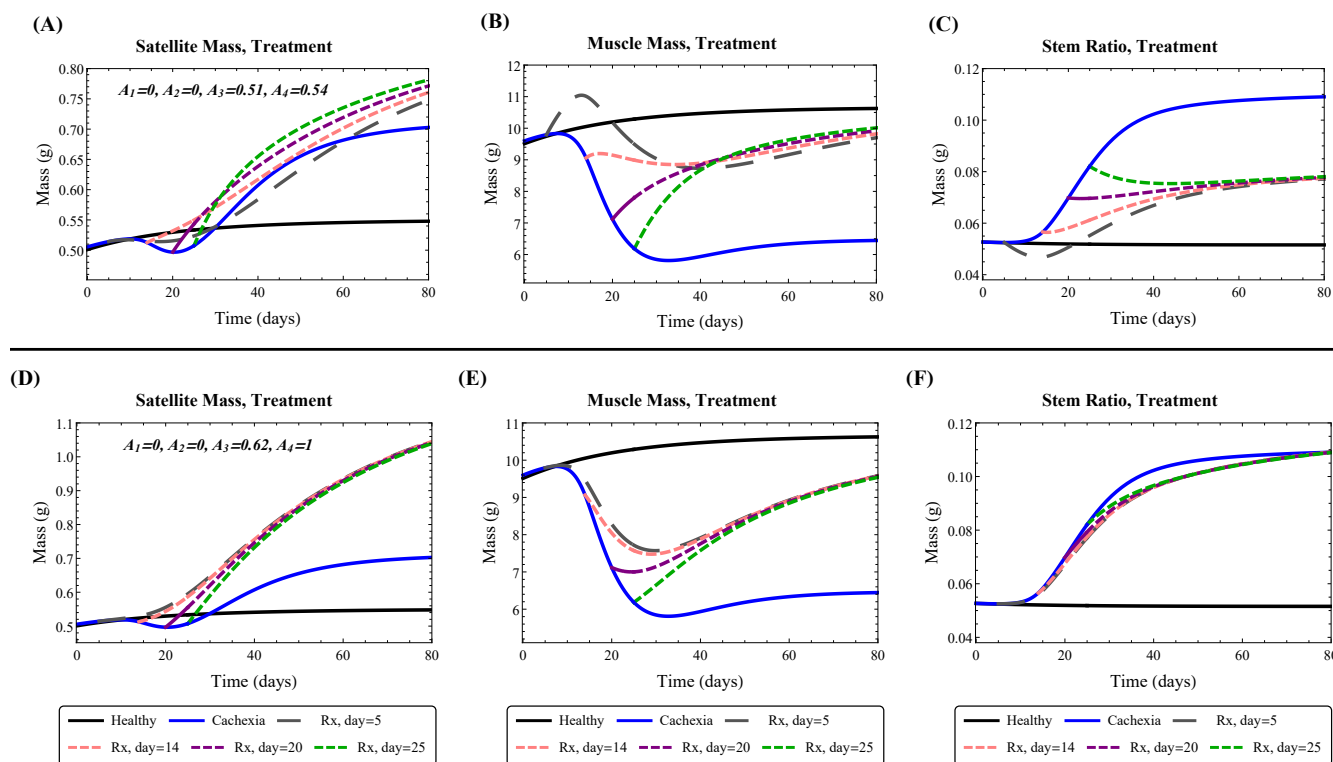 (A)
Satellite Mass, Treatment
A1=0, A2=0, A3=0.51, A4=0.54
Mass (g)
0.80
0.75
0.70
0.65
0.60
0.55
0.50
0 20 40 60 80
Time (days)
(B)
Muscle Mass, Treatment
Mass (g)
12
11
10
9
8
7
6
0 20 40 60 80
Time (days)
(C)
Stem Ratio, Treatment
Mass (g)
0.12
0.10
0.08
0.06
0.04
0 20 40 60 80
Time (days)
(D)
Satellite Mass, Treatment
A1=0, A2=0, A3=0.62, A4=1
Mass (g)
1.1
1.0
0.9
0.8
0.7
0.6
0.5
0 20 40 60 80
Time (days)
(E)
Muscle Mass, Treatment
Mass (g)
11
10
9
8
7
6
0 20 40 60 80
Time (days)
(F)
Stem Ratio, Treatment
Mass (g)
0.12
0.10
0.08
0.06
0.04
0 20 40 60 80
Time (days)
Healthy Cachexia Rx, day=5
Rx, day=14 Rx, day=20 Rx, day=25
Healthy Cachexia Rx, day=5
Rx, day=14 Rx, day=20 Rx, day=25
Healthy Cachexia Rx, day=5
Rx, day=14 Rx, day=20 Rx, day=25